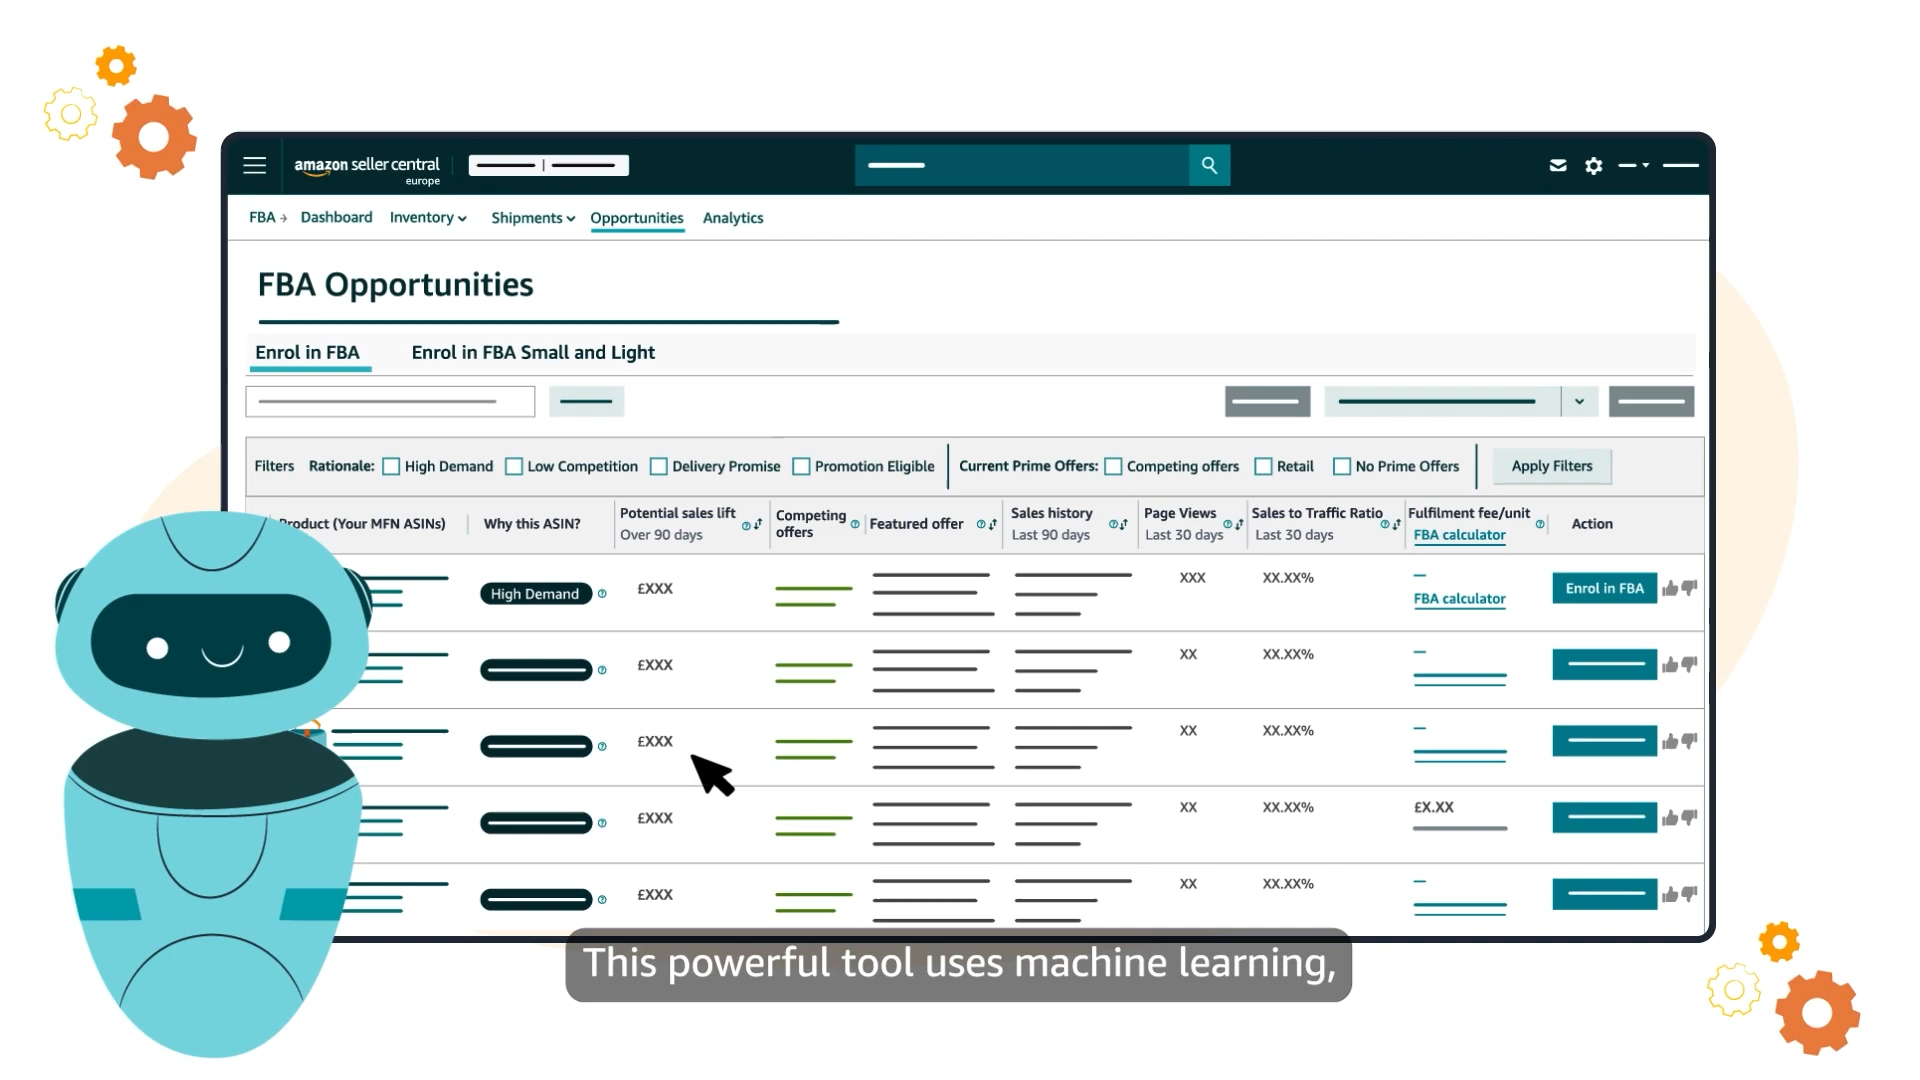 amazon seller central
europe
FBA Dashboard Inventory Shipments Opportunities Analytics
FBA Opportunities
Enrol in FBA Enrol in FBA Small and Light
Filters Rationale: High Demand Low Competition Delivery Promise Promotion Eligible Current Prime Offers: Competing offers Retail No Prime Offers Apply Filters
Product (Your MFN ASINs) Why this ASIN? Potential sales lift Over 90 days Competing offers Featured offer Sales history Last 90 days Page Views Last 30 days Sales to Traffic Ratio Last 30 days Fulfilment fee/unit FBA calculator Action
High Demand £XXX XXX XX.XX% FBA calculator Enrol in FBA
£XXX XX XX.XX%
£XXX XX XX.XX%
£XXX XX XX.XX% £X.XX
£XXX XX XX.XX%
This powerful tool uses machine learning,